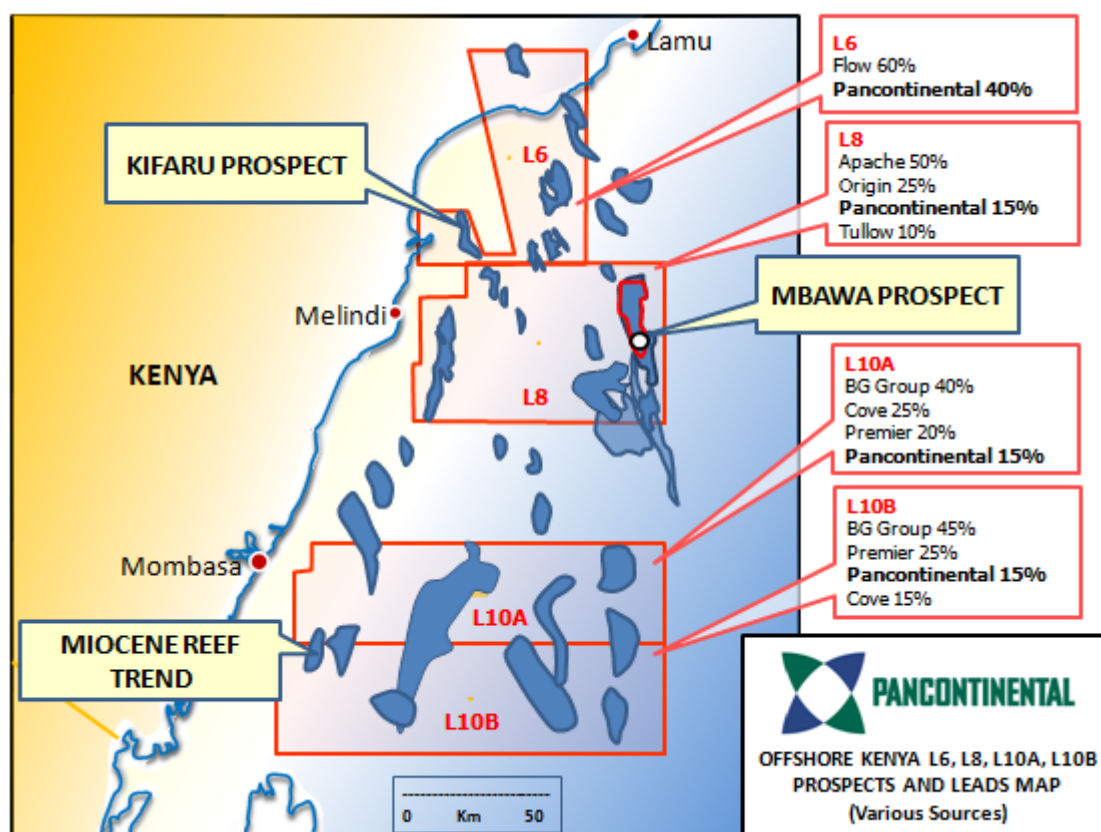 Lamu
L6
Flow 60%
Pancontinental 40%
KIFARU PROSPECT
L6
L8
Apache 50%
Origin 25%
Pancontinental 15%
Tullow 10%
MBAWA PROSPECT
Melindi
KENYA
L8
L10A
BG Group 40%
Cove 25%
Premier 20%
Pancontinental 15%
L10B
BG Group 45%
Premier 25%
Pancontinental 15%
Cove 15%
Mombasa
L10A
MIOCENE REEF
TREND
L10B
PANCONTINENTAL
OFFSHORE KENYA L6, L8, L10A, L10B
PROSPECTS AND LEADS MAP
(Various Sources)
0 Km 50